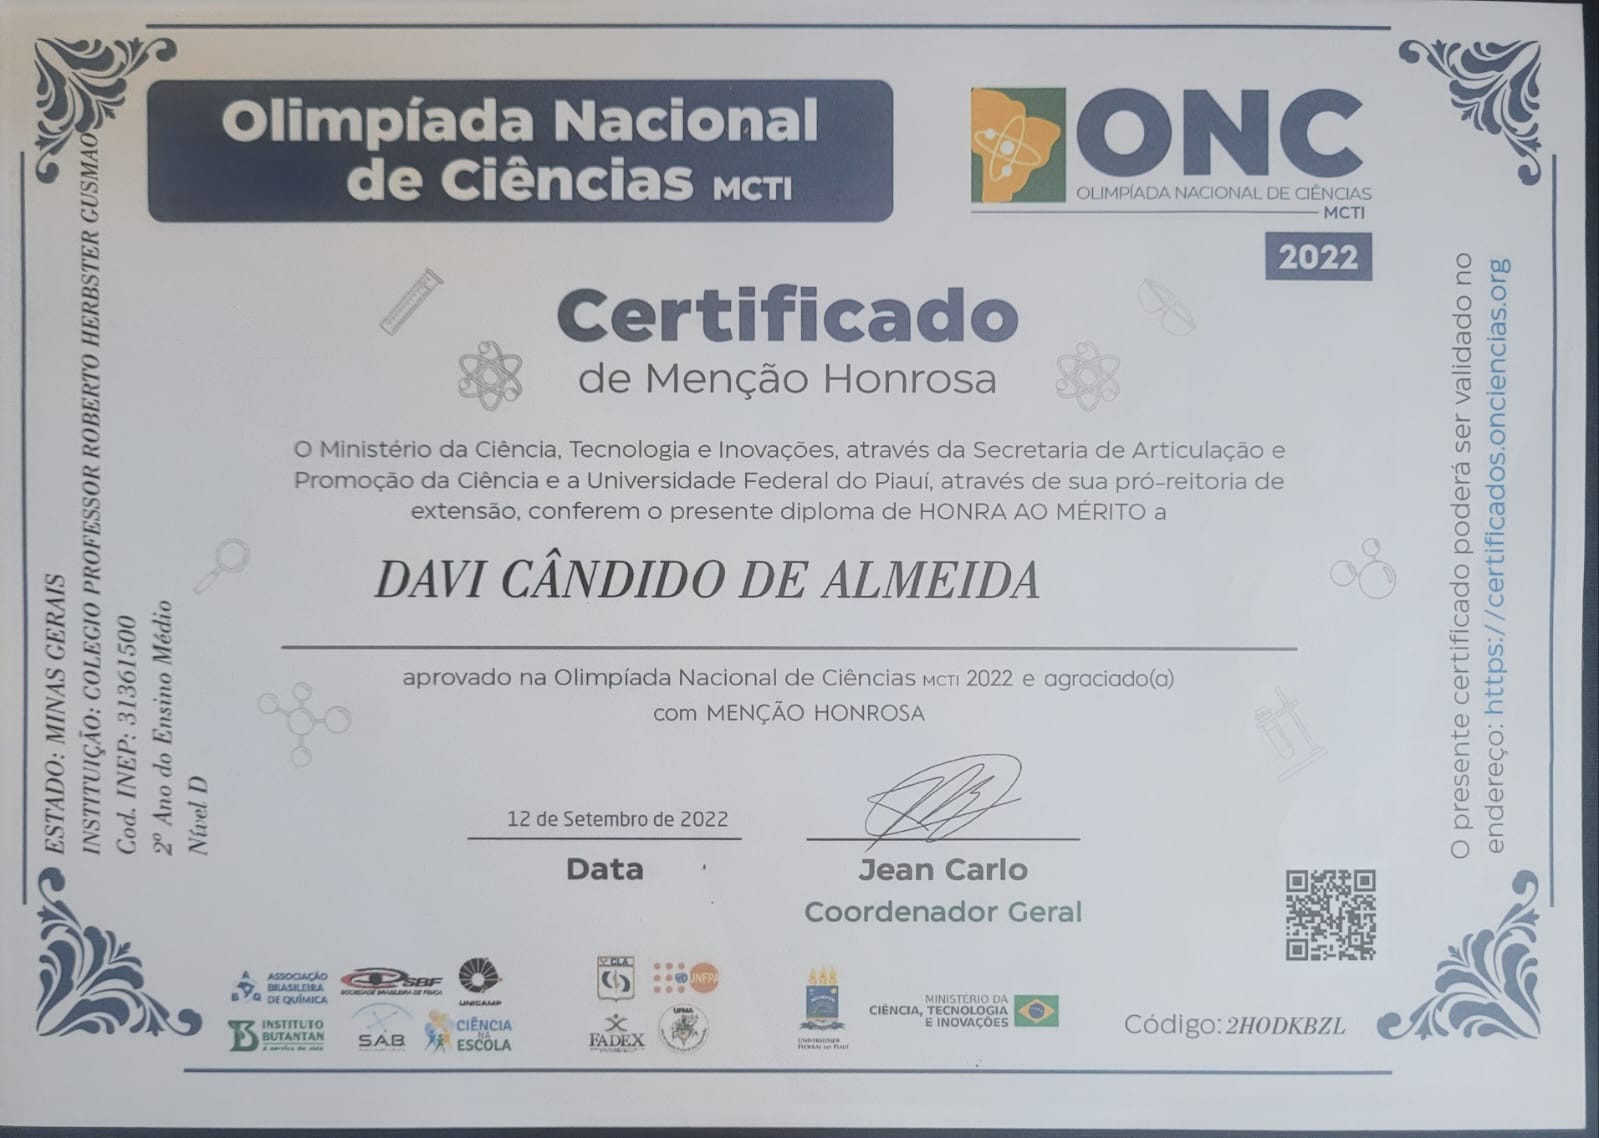 Olimpíada Nacional
de Ciências MCTI
ONC
OLIMPÍADA NACIONAL DE CIÊNCIAS
MCTI
2022
Certificado
de Menção Honrosa
O Ministério da Ciência, Tecnologia e Inovações, através da Secretaria de Articulação e
Promoção da Ciência e a Universidade Federal do Piauí, através de sua pró-reitoria de
extensão, conferem o presente diploma de HONRA AO MÉRITO a
DAVI CÂNDIDO DE ALMEIDA
aprovado na Olimpíada Nacional de Ciências MCTI 2022 e agraciado(a)
com MENÇÃO HONROSA
12 de Setembro de 2022
Data
Jean Carlo
Coordenador Geral
ESTADO: MINAS GERAIS
INSTITUIÇÃO: COLEGIO PROFESSOR ROBERTO HERBSTER GUSMAO
Cod. INEP: 31361500
2º Ano do Ensino Médio
Nível D
O presente certificado poderá ser validado no
endereço: https://certificados.onciencias.org
ABQ
ASSOCIAÇÃO
BRASILEIRA
DE QUÍMICA
SBF
SOCIEDADE BRASILEIRA DE FÍSICA
UNICAMP
INSTITUTO
BUTANTAN
A serviço da vida
S.A.B.
CIÊNCIA
NA
ESCOLA
CLA
UNFPA
FADEX
UFMA
UNIVERSIDADE
FEDERAL DO PIAUÍ
MINISTÉRIO DA
CIÊNCIA, TECNOLOGIA
E INOVAÇÕES
Código: 2HODKBZL